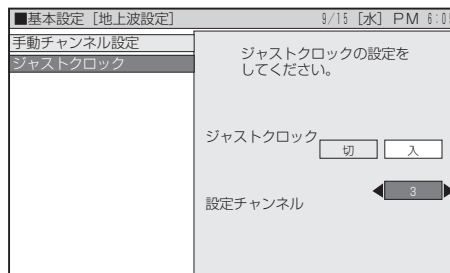 ■基本設定［地上波設定］ 9/15 [水] PM 6:05
手動チャンネル設定
ジャストクロック
ジャストクロックの設定を
してください。
ジャストクロック
切 入
3
設定チャンネル